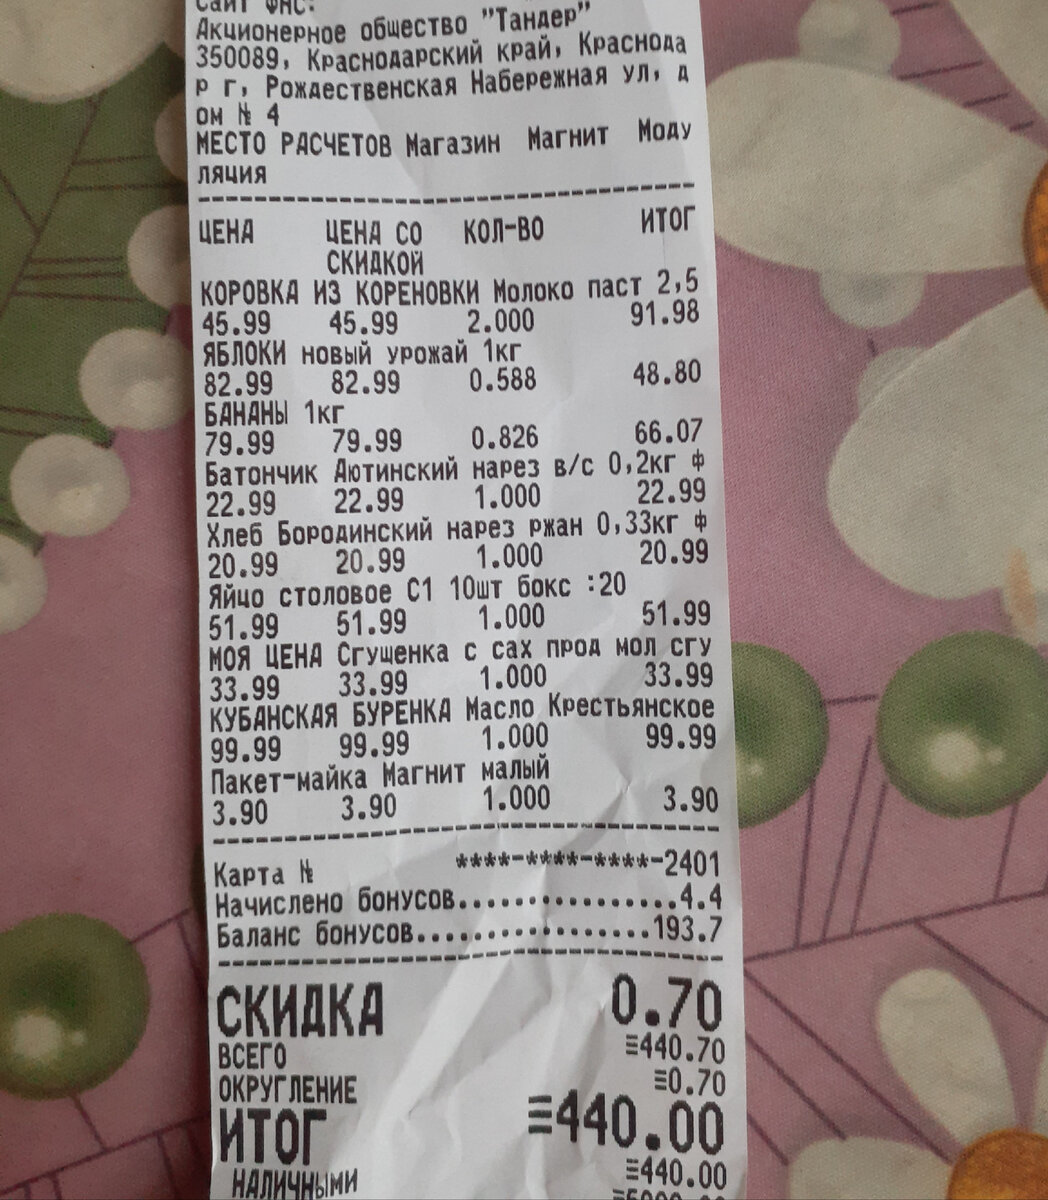 САЙТ ФНС:
Акционерное общество "Тандер"
350089, Краснодарский край, Краснода
р г, Рождественская Набережная ул, д
ом № 4
МЕСТО РАСЧЕТОВ Магазин Магнит Моду
ляция
ЦЕНА ЦЕНА СО КОЛ-ВО ИТОГ
СКИДКОЙ
КОРОВКА ИЗ КОРЕНОВКИ Молоко паст 2,5
45.99 45.99 2.000 91.98
ЯБЛОКИ новый урожай 1кг
82.99 82.99 0.588 48.80
БАНАНЫ 1кг
79.99 79.99 0.826 66.07
Батончик Аютинский нарез в/с 0,2кг ф
22.99 22.99 1.000 22.99
Хлеб Бородинский нарез ржан 0,33кг ф
20.99 20.99 1.000 20.99
Яйцо столовое С1 10шт бокс :20
51.99 51.99 1.000 51.99
МОЯ ЦЕНА Сгущенка с сах прод мол сгу
33.99 33.99 1.000 33.99
КУБАНСКАЯ БУРЕНКА Масло Крестьянское
99.99 99.99 1.000 99.99
Пакет-майка Магнит малый
3.90 3.90 1.000 3.90
Карта № ****-****-****-2401
Начислено бонусов................4.4
Баланс бонусов.................193.7
СКИДКА 0.70
ВСЕГО ≡440.70
ОКРУГЛЕНИЕ ≡0.70
ИТОГ ≡440.00
НАЛИЧНЫМИ ≡440.00